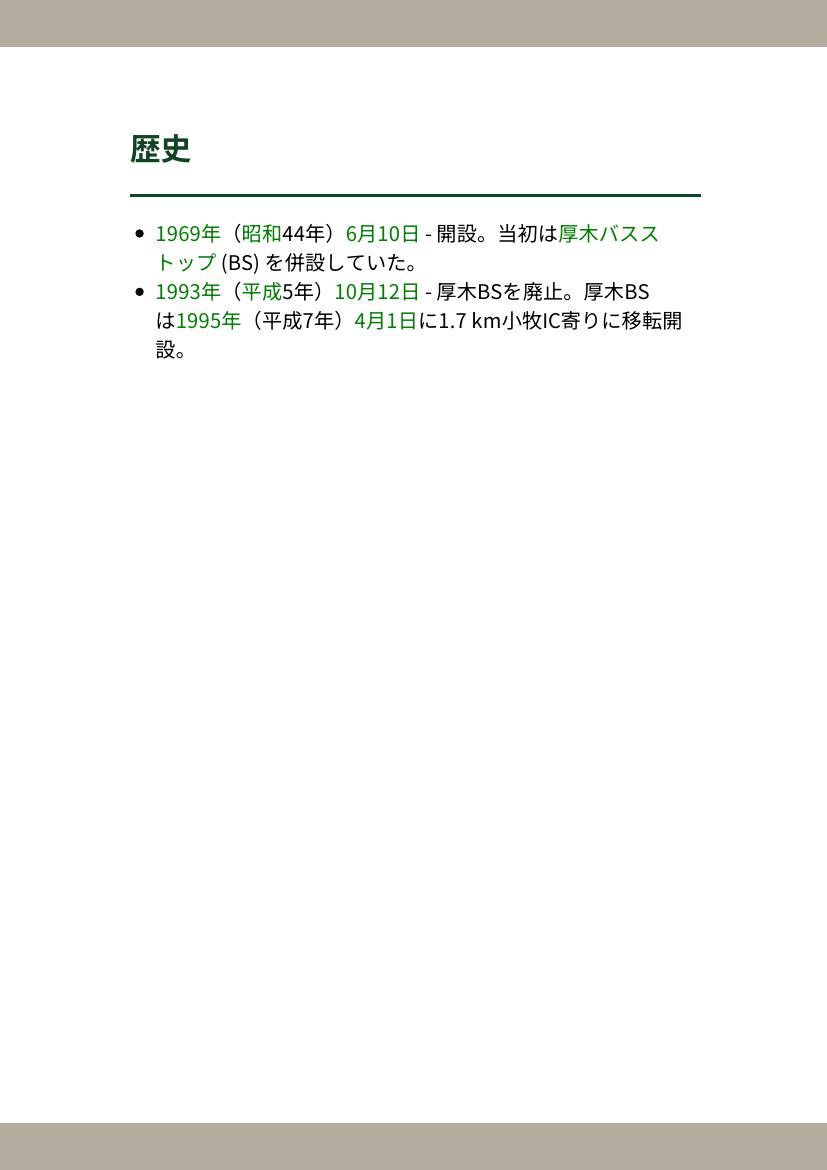 歴史
1969年（昭和44年）6月10日 - 開設。当初は厚木バスス
トップ (BS) を併設していた。
1993年（平成5年）10月12日 - 厚木BSを廃止。厚木BS
は1995年（平成7年）4月1日に1.7 km小牧IC寄りに移転開
設。